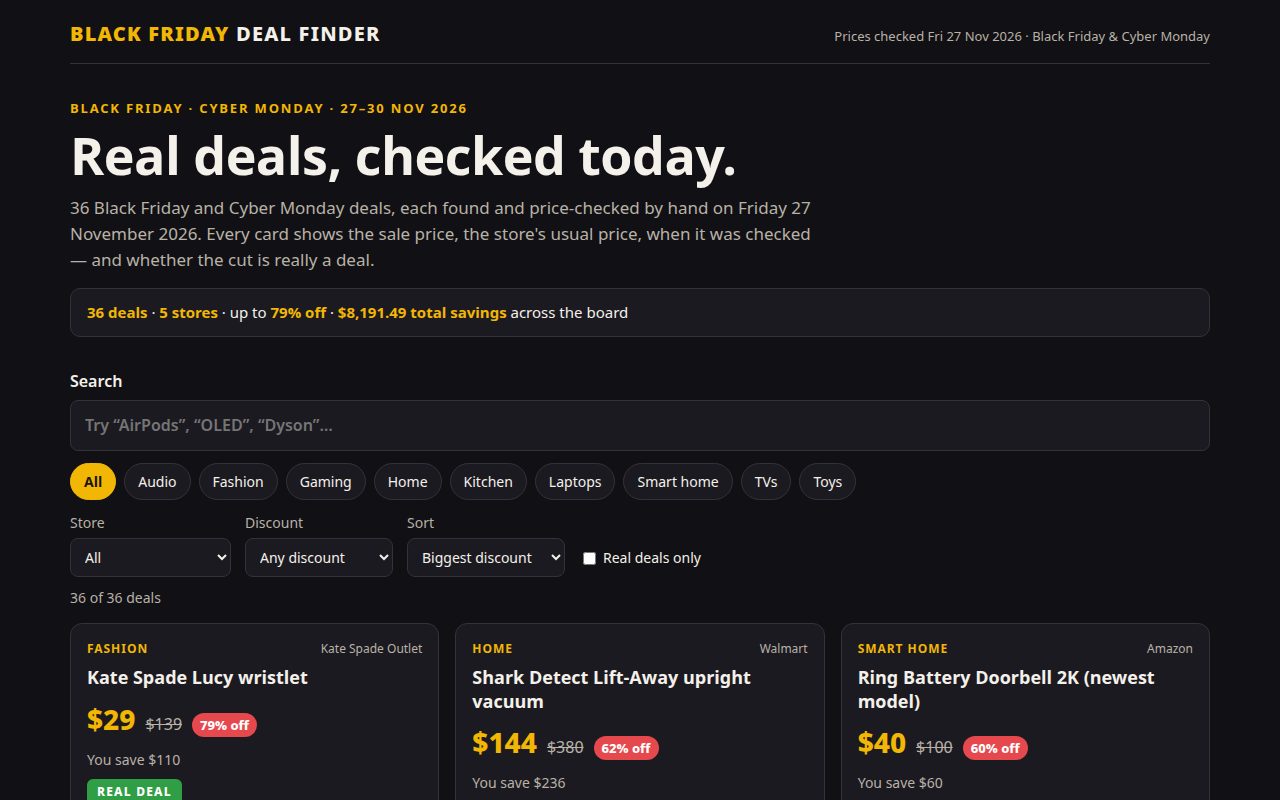 BLACK FRIDAY DEAL FINDER
Prices checked Fri 27 Nov 2026 · Black Friday & Cyber Monday
BLACK FRIDAY · CYBER MONDAY · 27–30 NOV 2026
Real deals, checked today.
36 Black Friday and Cyber Monday deals, each found and price-checked by hand on Friday 27
November 2026. Every card shows the sale price, the store's usual price, when it was checked
— and whether the cut is really a deal.
36 deals · 5 stores · up to 79% off · $8,191.49 total savings across the board
Search
Try “AirPods”, “OLED”, “Dyson”…
All Audio Fashion Gaming Home Kitchen Laptops Smart home TVs Toys
Store Discount Sort
All Any discount Biggest discount Real deals only
36 of 36 deals
FASHION Kate Spade Outlet
Kate Spade Lucy wristlet
$29 $139 79% off
You save $110
REAL DEAL
HOME Walmart
Shark Detect Lift-Away upright
vacuum
$144 $380 62% off
You save $236
SMART HOME Amazon
Ring Battery Doorbell 2K (newest
model)
$40 $100 60% off
You save $60